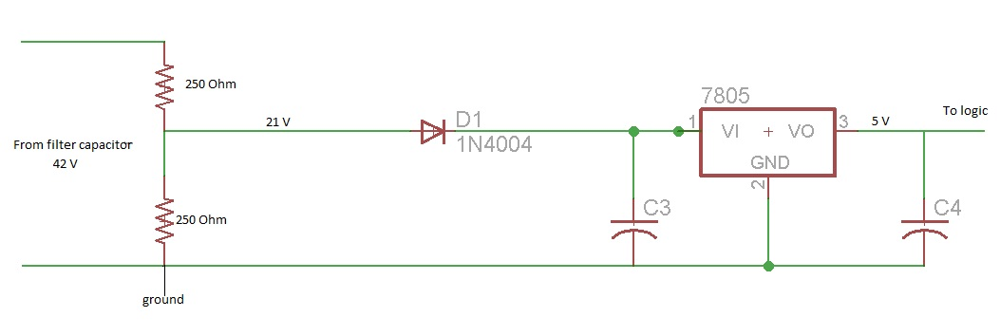 250 Ohm
From filter capacitor
42 V
21 V
D1
1N4004
250 Ohm
ground
C3
7805
1
VI + VO
GND
2
3
5 V
To logic
C4